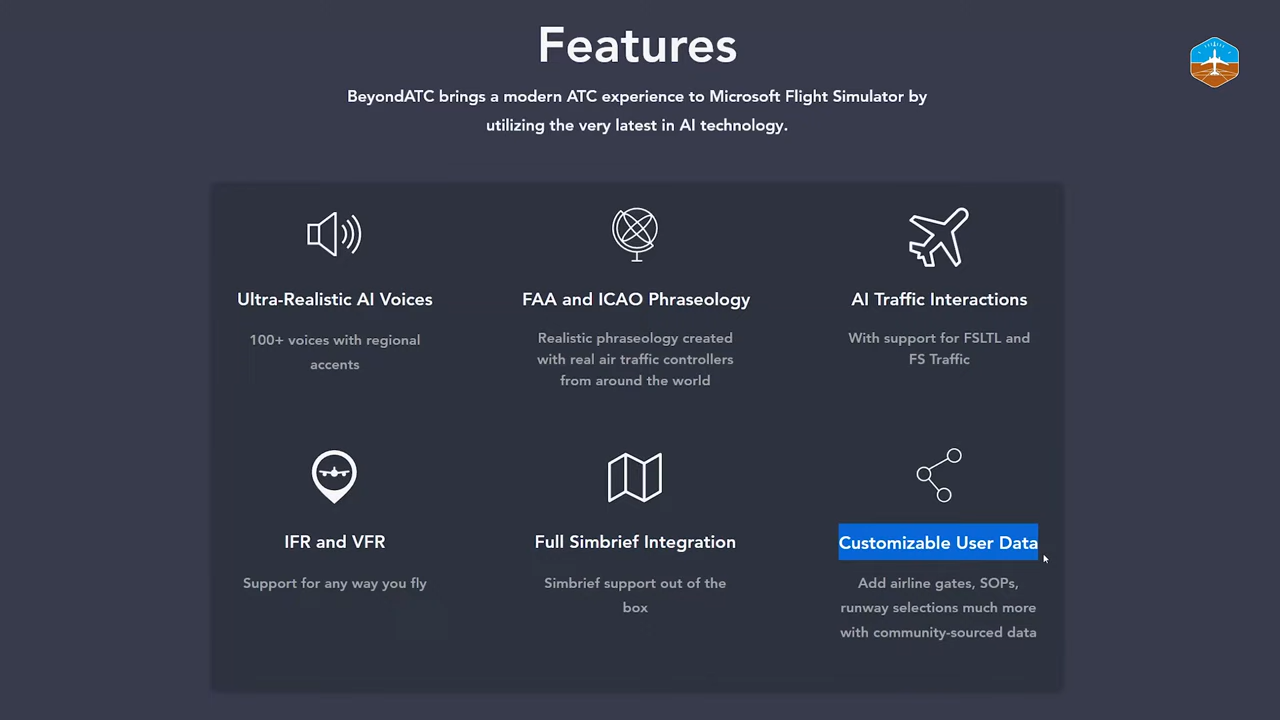 Features
BeyondATC brings a modern ATC experience to Microsoft Flight Simulator by
utilizing the very latest in AI technology.
Ultra-Realistic AI Voices
100+ voices with regional
accents
FAA and ICAO Phraseology
Realistic phraseology created
with real air traffic controllers
from around the world
AI Traffic Interactions
With support for FSLTL and
FS Traffic
IFR and VFR
Support for any way you fly
Full Simbrief Integration
Simbrief support out of the
box
Customizable User Data
Add airline gates, SOPs,
runway selections much more
with community-sourced data